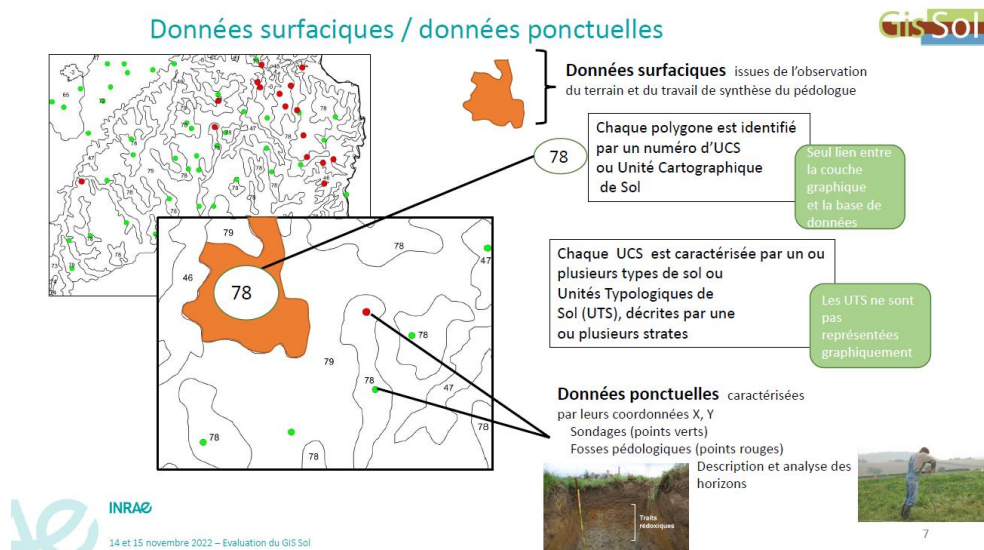 Données surfaciques / données ponctuelles
GisSol
Données surfaciques issues de l'observation
du terrain et du travail de synthèse du pédologue
78
Chaque polygone est identifié
par un numéro d'UCS
ou Unité Cartographique
de Sol
Seul lien entre
la couche
graphique
et la base de
données
Chaque UCS est caractérisée par un ou
plusieurs types de sol ou
Unités Typologiques de
Sol (UTS), décrites par une
ou plusieurs strates
Les UTS ne sont
pas
représentées
graphiquement
79
78
47
46
78
78
79
78
47
78
78
78
Données ponctuelles caractérisées
par leurs coordonnées X, Y
Sondages (points verts)
Fosses pédologiques (points rouges)
Description et analyse des
horizons
Traits
rédoxiques
INRAE
14 et 15 novembre 2022 – Evaluation du GIS Sol
7